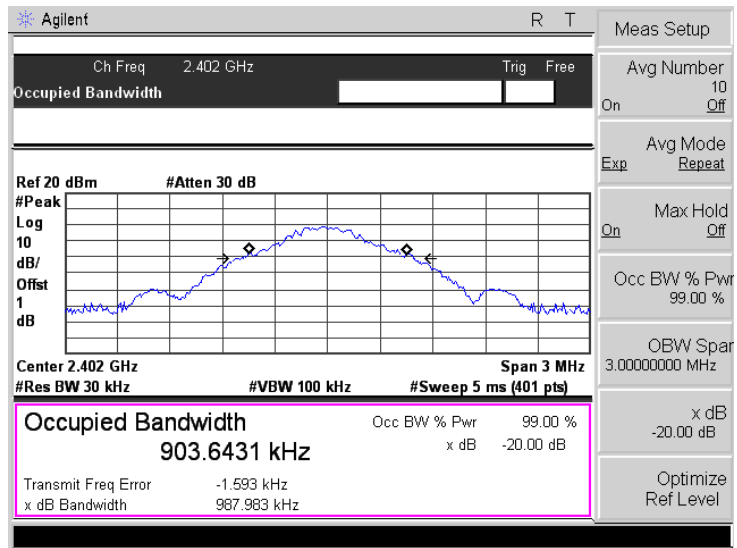 Agilent R T
Ch Freq 2.402 GHz Trig Free
Occupied Bandwidth
Ref 20 dBm #Atten 30 dB
#Peak
Log
10
dB/
Offst
1
dB
Center 2.402 GHz Span 3 MHz
#Res BW 30 kHz #VBW 100 kHz #Sweep 5 ms (401 pts)
Occupied Bandwidth Occ BW % Pwr 99.00 %
903.6431 kHz x dB -20.00 dB
Transmit Freq Error -1.593 kHz
x dB Bandwidth 987.983 kHz
Meas Setup
Avg Number
10
On Off
Avg Mode
Exp Repeat
Max Hold
On Off
Occ BW % Pwr
99.00 %
OBW Spar
3.00000000 MHz
x dB
-20.00 dB
Optimize
Ref Level